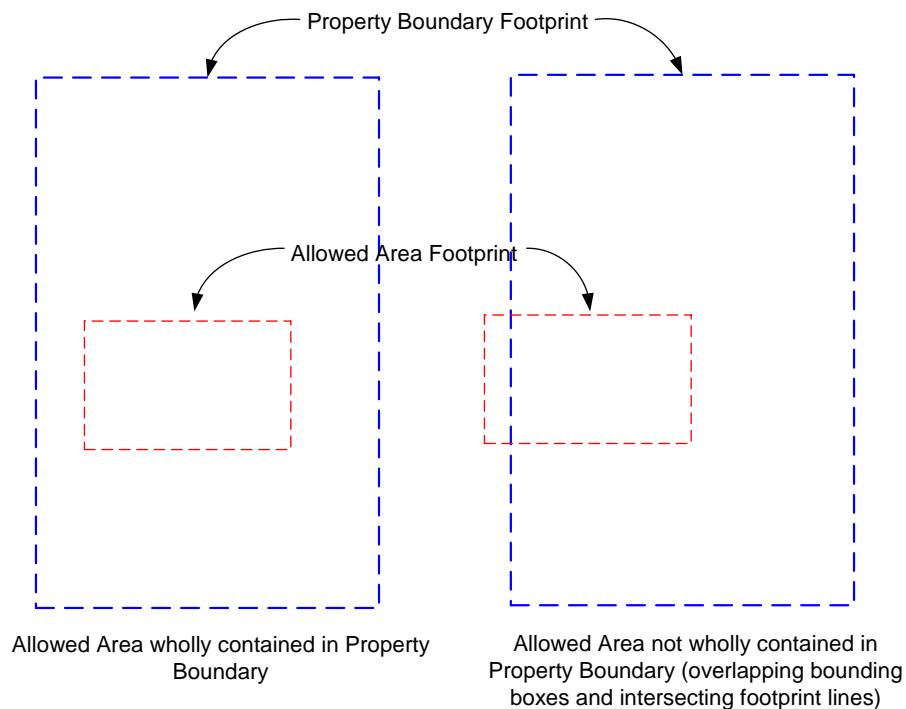 Property Boundary Footprint
Allowed Area Footprint
Allowed Area wholly contained in Property
Boundary
Allowed Area not wholly contained in
Property Boundary (overlapping bounding
boxes and intersecting footprint lines)